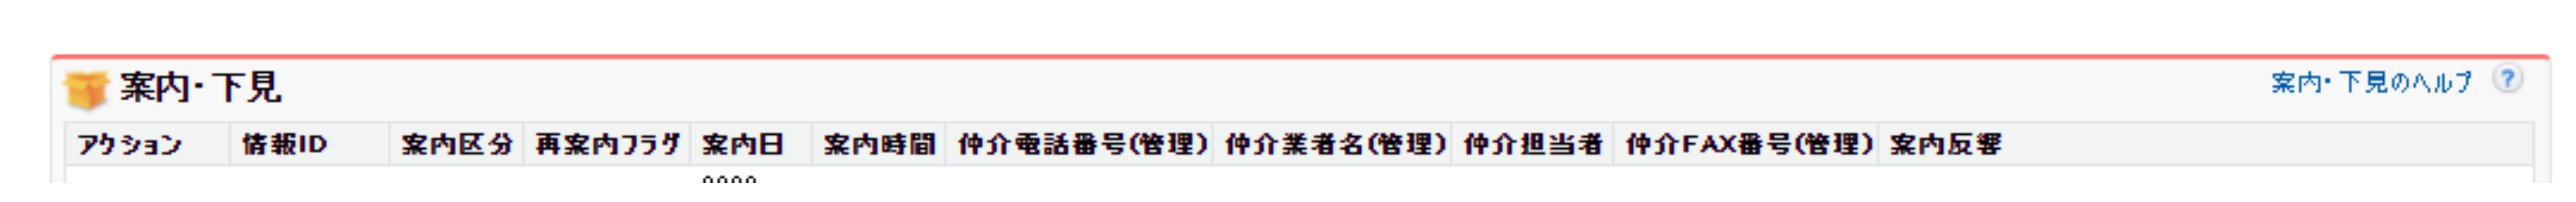 案内・下見
案内・下見のヘルプ ?
アクション 情報ID 案内区分 再案内フラグ 案内日 案内時間 仲介電話番号(管理) 仲介業者名(管理) 仲介担当者 仲介FAX番号(管理) 案内反響